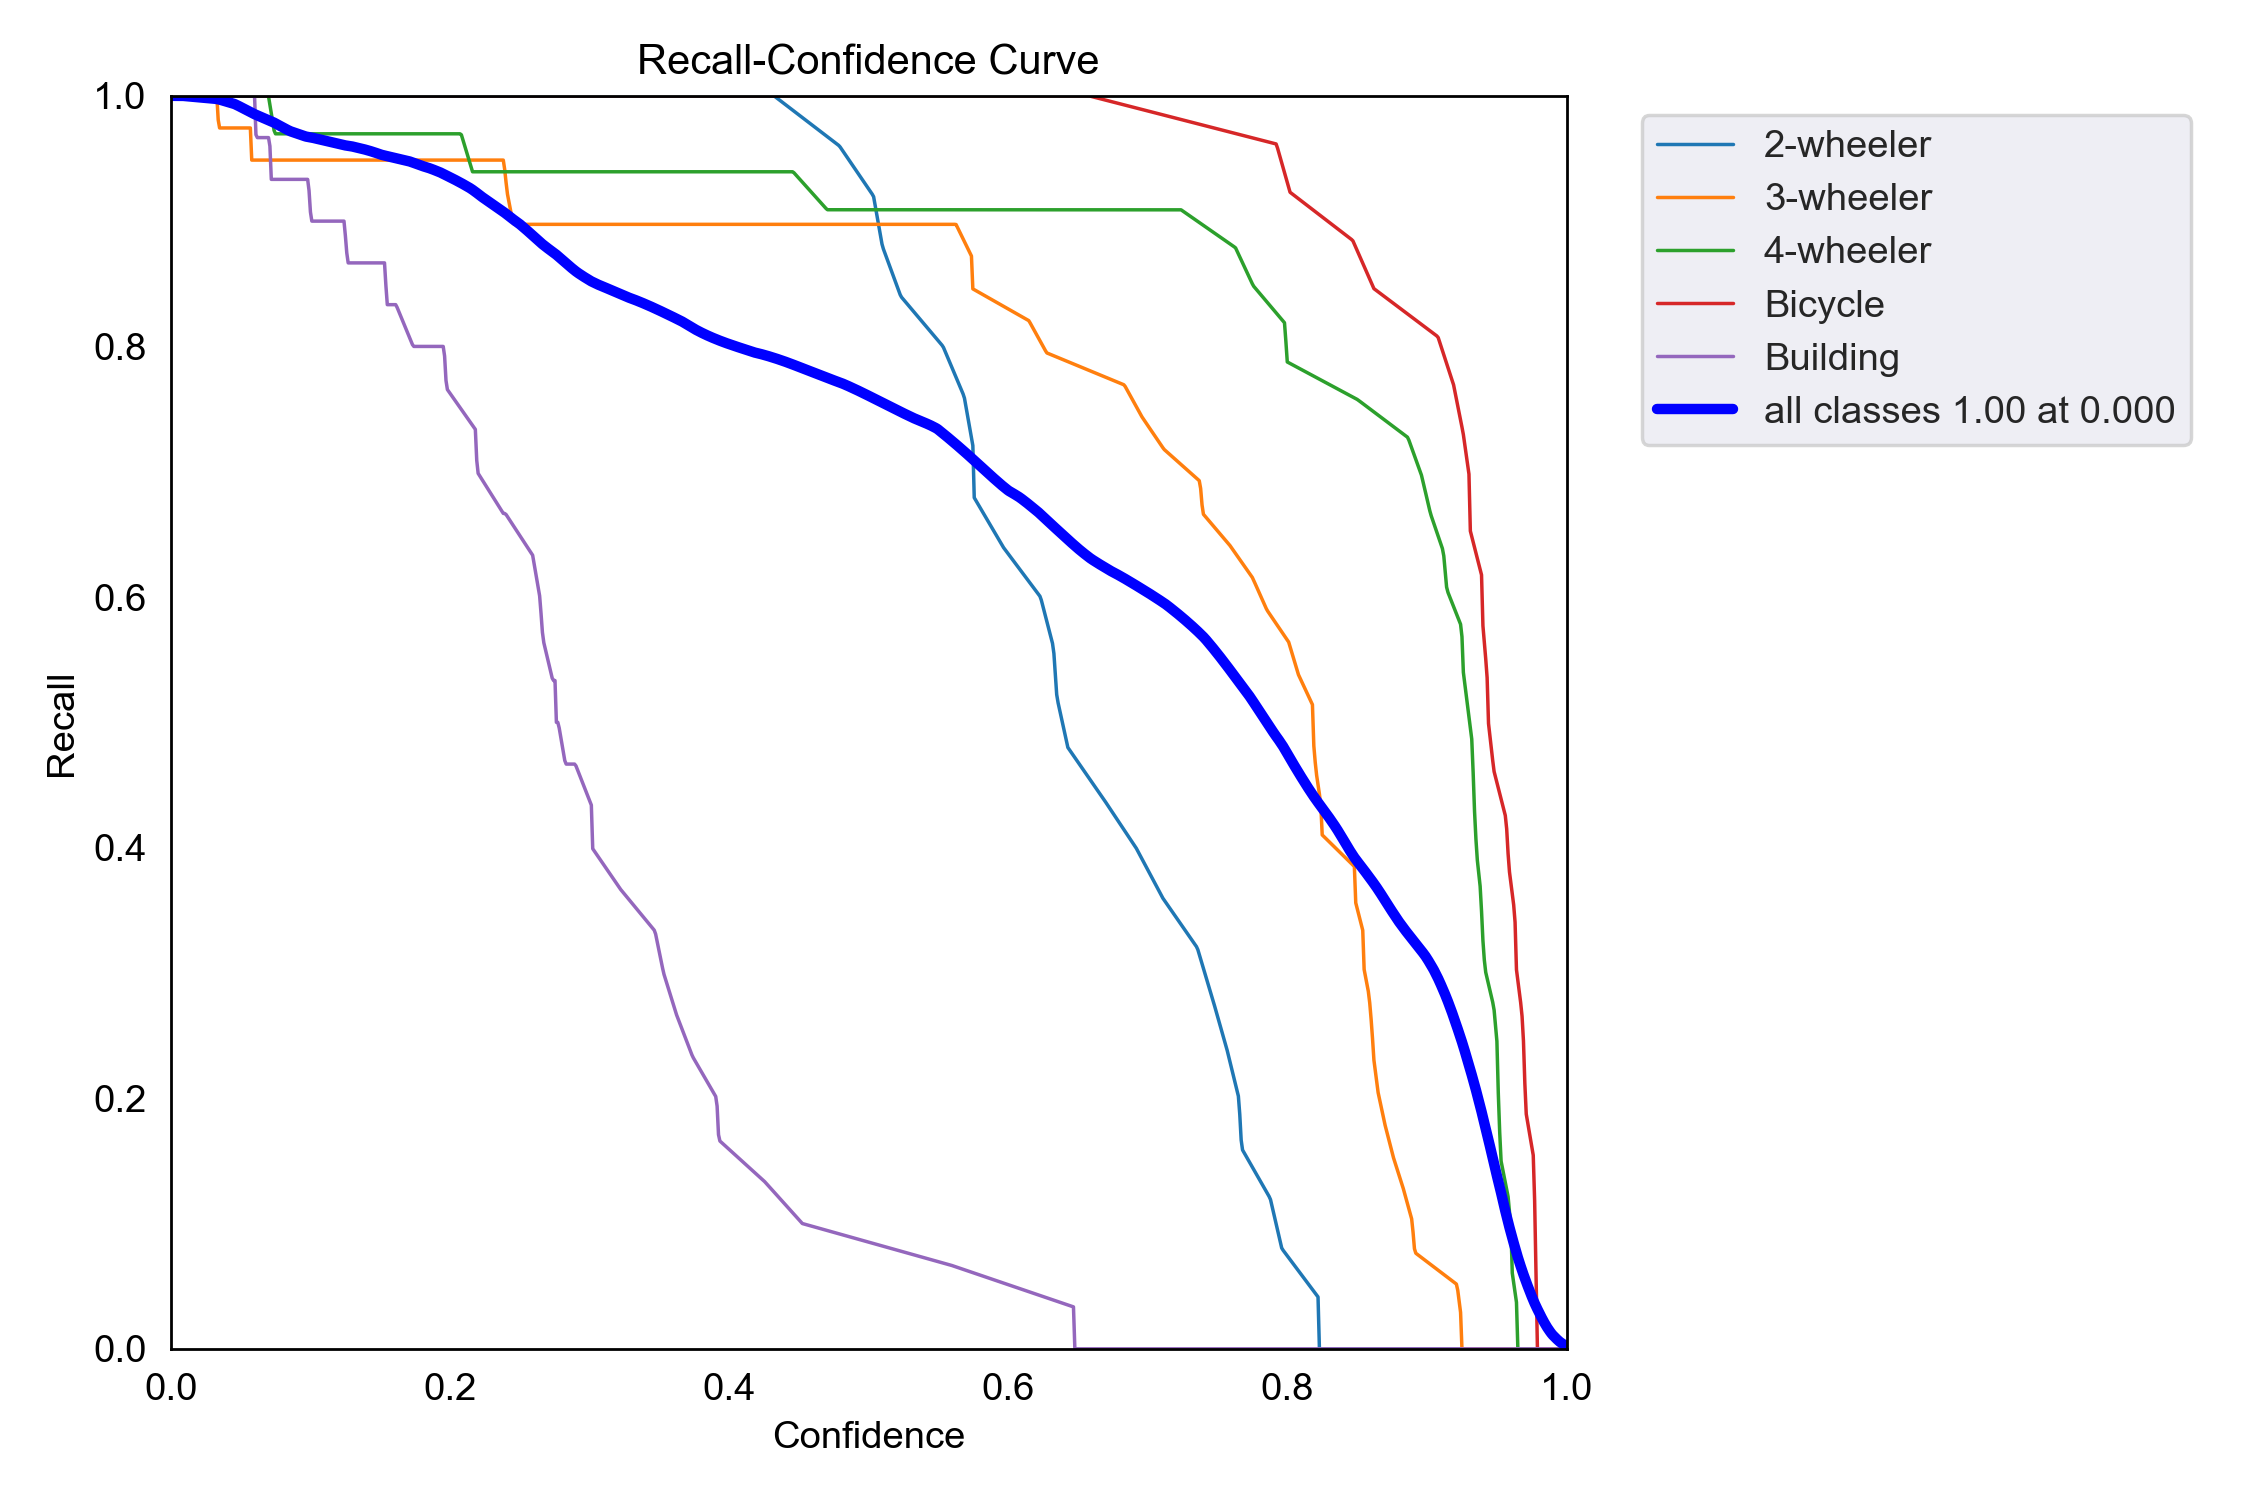 Recall-Confidence Curve
1.0
0.8
0.6
0.4
0.2
0.0
Recall
0.0 0.2 0.4 0.6 0.8 1.0
Confidence
2-wheeler
3-wheeler
4-wheeler
Bicycle
Building
all classes 1.00 at 0.000